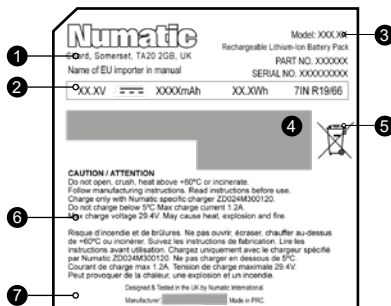 Numatic
Model: XXX.X
3
Rechargeable Lithium-Ion Battery Pack
1
Chard, Somerset, TA20 2GB, UK
PART NO. XXXXXX
Name of EU importer in manual
SERIAL NO. XXXXXXXXX
2
XX.XV XXXXmAh XX.XWh 7IN R19/66
4
5
CAUTION / ATTENTION
Do not open, crush, heat above +60°C or incinerate.
Follow manufacturing instructions. Read instructions before use.
Charge only with Numatic specific charger ZD024M300120.
Do not charge below 5ºC Max charge current 1.2A.
6
Max charge voltage 29.4V. May cause heat, explosion and fire.
Risque d'incendie et de brûlures. Ne pas ouvrir, écraser, chauffer au-dessus
de +60°C ou incinérer. Suivez les instructions de fabrication. Lire les
instructions avant utilisation. Chargez uniquement avec le chargeur spécifié
par Numatic ZD024M300120. Ne pas charger en dessous de 5ºC.
Courant de charge max 1.2A. Tension de charge maximale 29.4V.
Peut provoquer de la chaleur, une explosion et un incendie.
Designed & Tested in the UK by Numatic International.
7
Manufacturer: Made in PRC.